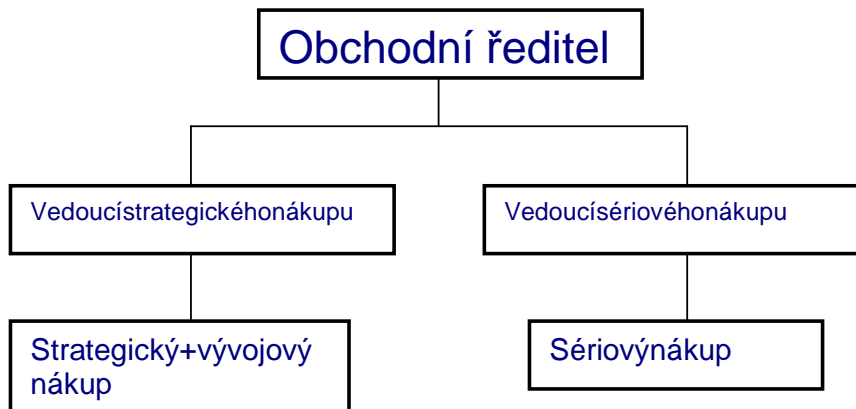 Obchodní ředitel
Vedoucístrategickéhonákupu
Vedoucísériovéhonákupu
Strategický+vývojový
nákup
Sériovýnákup